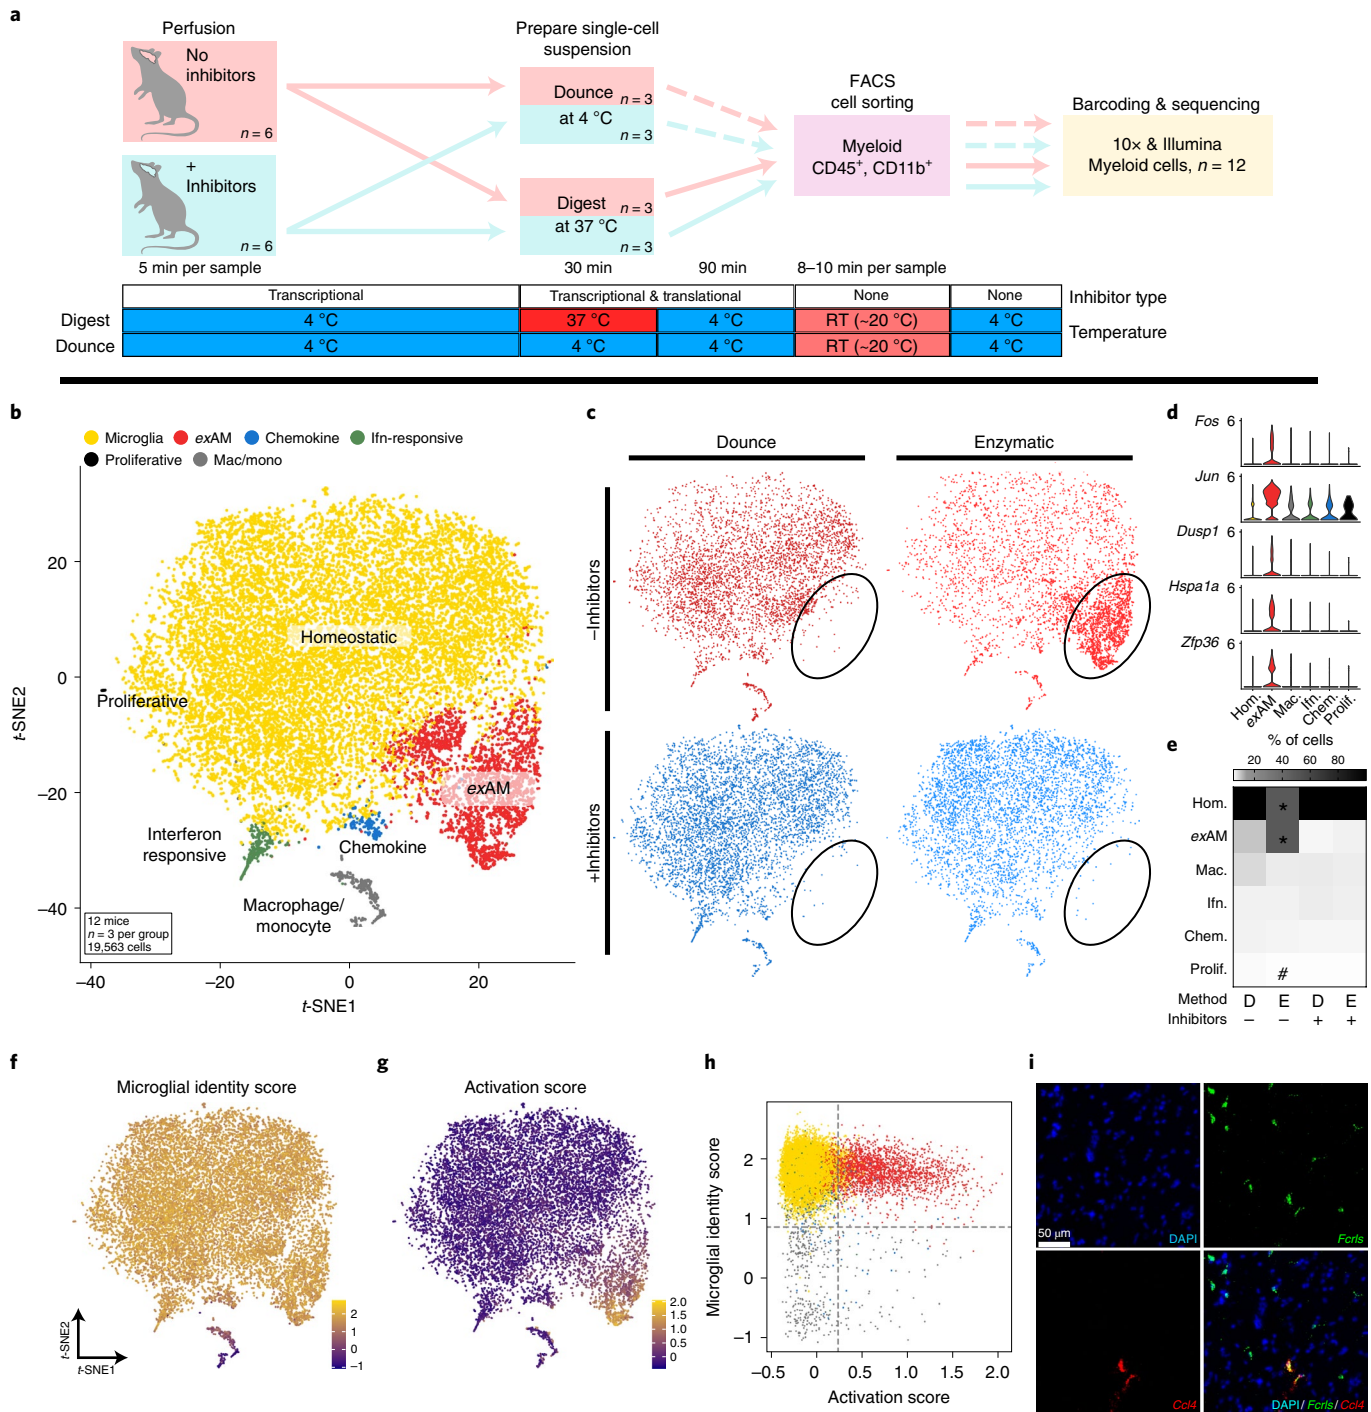 a
Perfusion
No
inhibitors
n = 6
+
Inhibitors
n = 6
5 min per sample
Prepare single-cell
suspension
Dounce
n = 3
at 4 °C
n = 3
Digest
n = 3
at 37 °C
n = 3
30 min
90 min
FACS
cell sorting
Myeloid
CD45+, CD11b+
8–10 min per sample
Barcoding & sequencing
10× & Illumina
Myeloid cells, n = 12
Transcriptional
Transcriptional & translational
None
None
Inhibitor type
Digest
4 °C
37 °C
4 °C
RT (~20 °C)
4 °C
Temperature
Dounce
4 °C
4 °C
4 °C
RT (~20 °C)
4 °C
b
Microglia
exAM
Chemokine
Ifn-responsive
Proliferative
Mac/mono
20
0
−20
−40
t-SNE2
Homeostatic
Proliferative
exAM
Interferon
responsive
Chemokine
Macrophage/
monocyte
12 mice
n = 3 per group
19,563 cells
−40
−20
0
20
t-SNE1
c
Dounce
Enzymatic
−Inhibitors
+Inhibitors
d
Fos
6
Jun
6
Dusp1
6
Hspa1a
6
Zfp36
6
Hom.
exAM
Mac.
Ifn.
Chem.
Prolif.
e
% of cells
20
40
60
80
Hom.
*
exAM
*
Mac.
Ifn.
Chem.
Prolif.
#
Method
D
E
D
E
Inhibitors
−
−
+
+
f
Microglial identity score
2
1
0
−1
t-SNE2
t-SNE1
g
Activation score
2.0
1.5
1.0
0.5
0
h
Microglial identity score
2
1
0
−1
−0.5
0
0.5
1.0
1.5
2.0
Activation score
i
50 µm
DAPI
Fcrls
Ccl4
DAPI/Fcrls/Ccl4